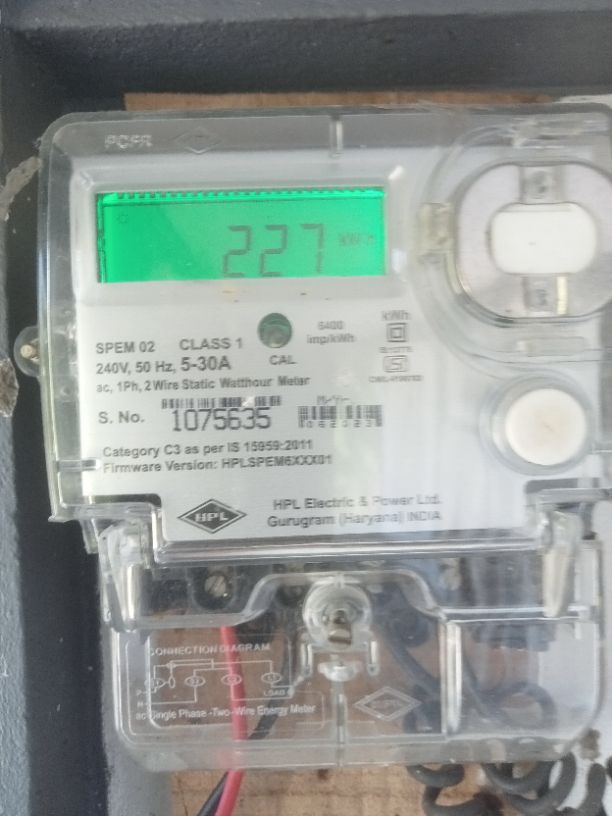 227 kWh
6400
imp/kWh
kWh
SPEM 02 CLASS 1
CAL
240V, 50 Hz, 5-30A
ac, 1Ph, 2 Wire Static Watthour Meter
S. No. 1075635
Category C3 as per IS 15959:2011
Firmware Version: HPLSPEM6XXX01
HPL
HPL Electric & Power Ltd.
Gurugram (Haryana) INDIA
CONNECTION DIAGRAM
LOAD
ac Single Phase -Two-Wire Energy Meter